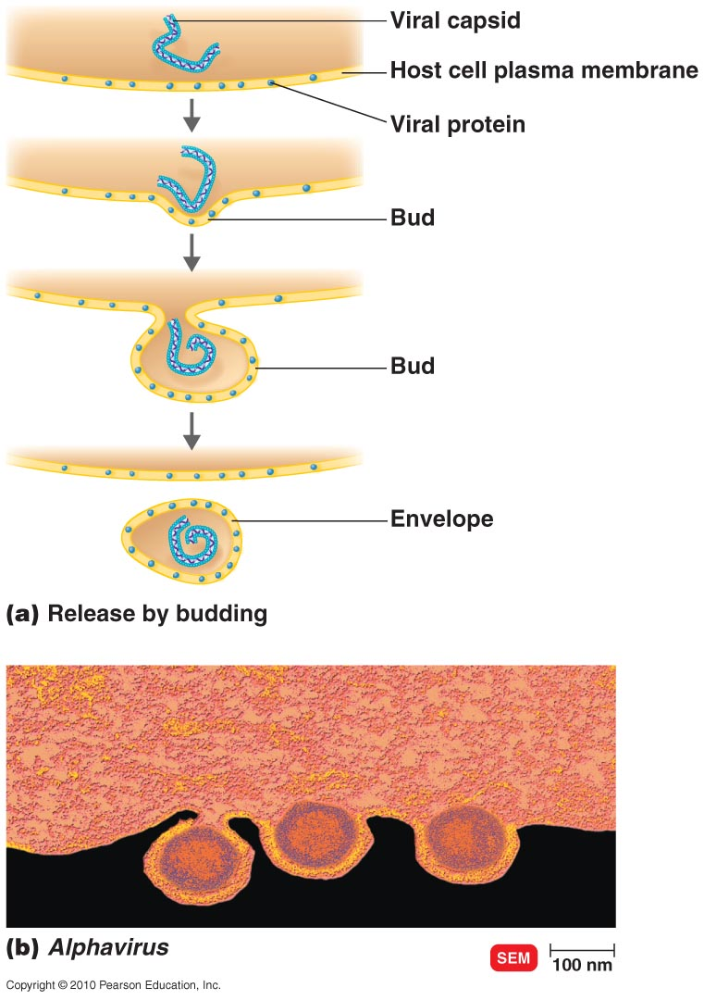 Viral capsid
Host cell plasma membrane
Viral protein
Bud
Bud
Envelope
(a) Release by budding
(b) Alphavirus
SEM
100 nm
Copyright © 2010 Pearson Education, Inc.